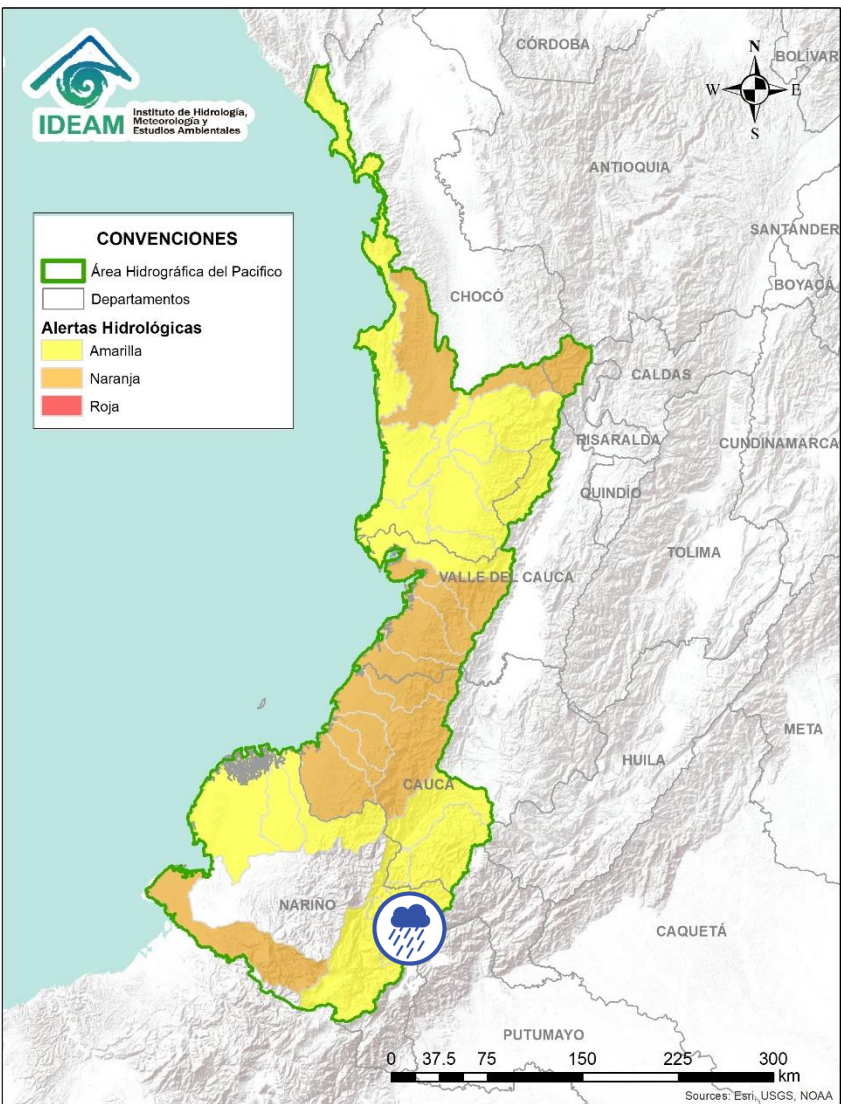 IDEAM
Instituto de Hidrología,
Meteorología y
Estudios Ambientales
N
W
E
S
CÓRDOBA
BOLÍVAR
ANTIOQUIA
SANTANDER
BOYACÁ
CHOCÓ
CALDAS
RISARALDA
CUNDINAMARCA
QUINDÍO
TOLIMA
VALLE DEL CAUCA
META
HUILA
CAUCA
NARIÑO
CAQUETÁ
PUTUMAYO
CONVENCIONES
Área Hidrográfica del Pacifico
Departamentos
Alertas Hidrológicas
Amarilla
Naranja
Roja
0 37.5 75 150 225 300
km
Sources: Esri, USGS, NOAA